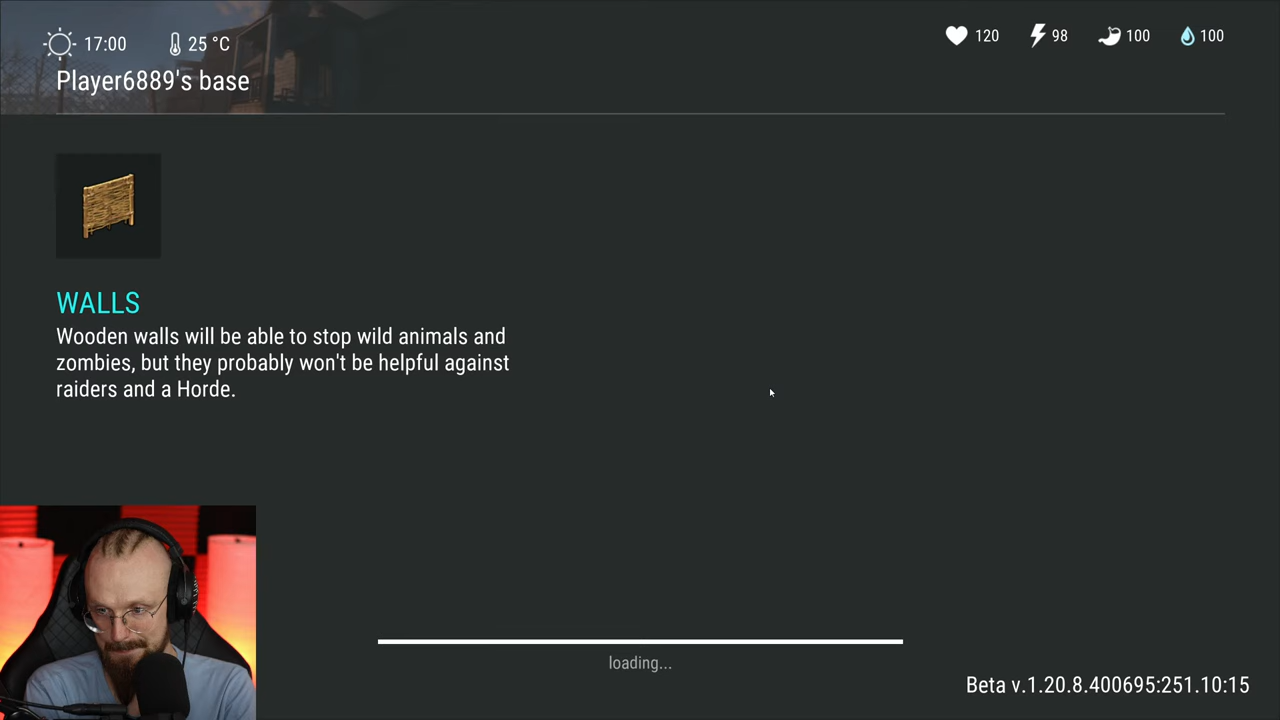 17:00
25 °C
120
98
100
100
Player6889's base
WALLS
Wooden walls will be able to stop wild animals and
zombies, but they probably won't be helpful against
raiders and a Horde.
loading...
Beta v.1.20.8.400695:251.10:15